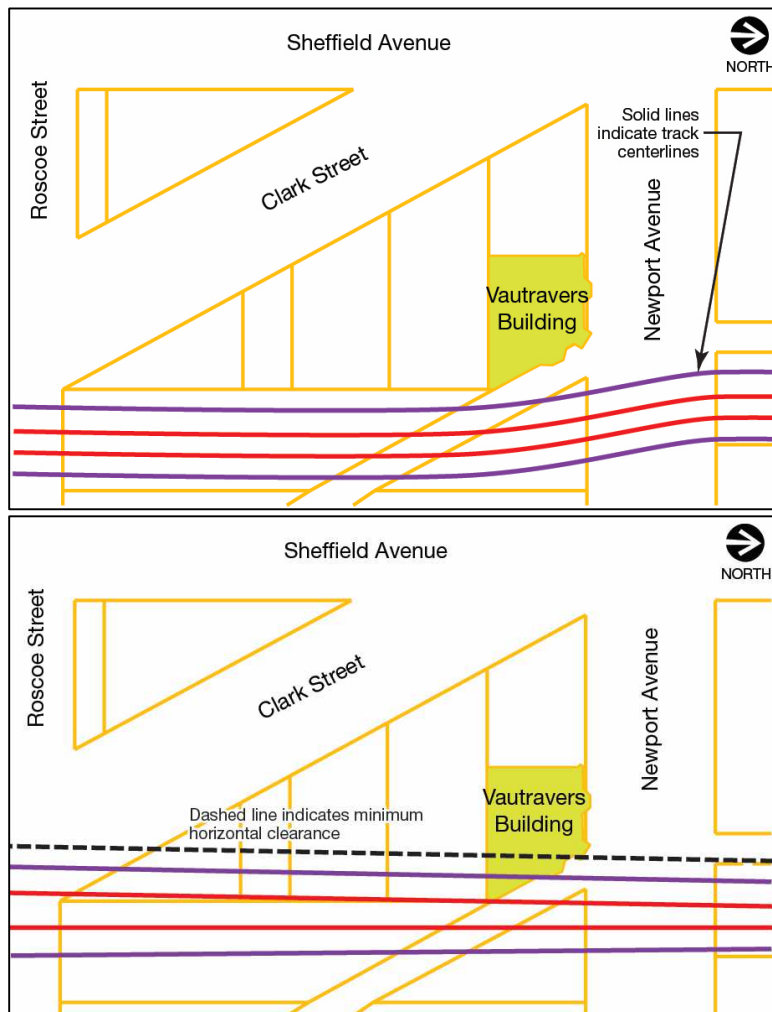 Sheffield Avenue
NORTH
Roscoe Street
Clark Street
Solid lines
indicate track
centerlines
Newport Avenue
Vautravers
Building
Sheffield Avenue
NORTH
Roscoe Street
Clark Street
Newport Avenue
Vautravers
Building
Dashed line indicates minimum
horizontal clearance